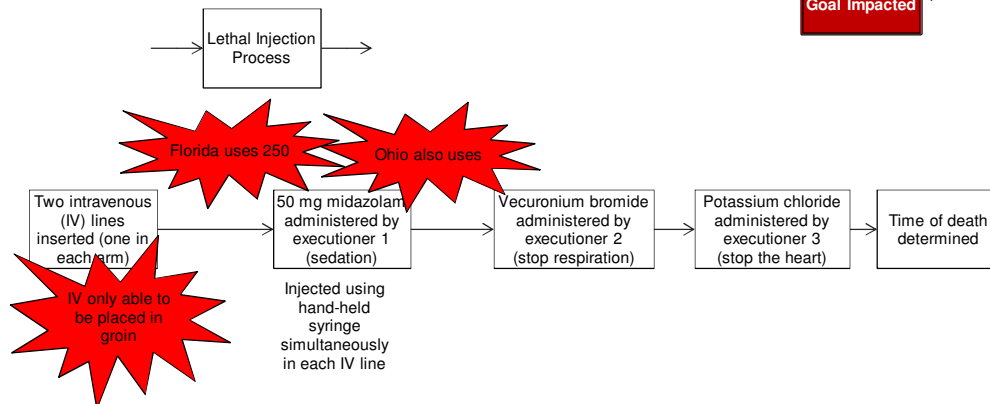 Goal Impacted
Lethal Injection
Process
Florida uses 250
Ohio also uses
Two intravenous
(IV) lines
inserted (one in
each arm)
50 mg midazolam
administered by
executioner 1
(sedation)
Vecuronium bromide
administered by
executioner 2
(stop respiration)
Potassium chloride
administered by
executioner 3
(stop the heart)
Time of death
determined
IV only able to
be placed in
groin
Injected using
hand-held
syringe
simultaneously
in each IV line